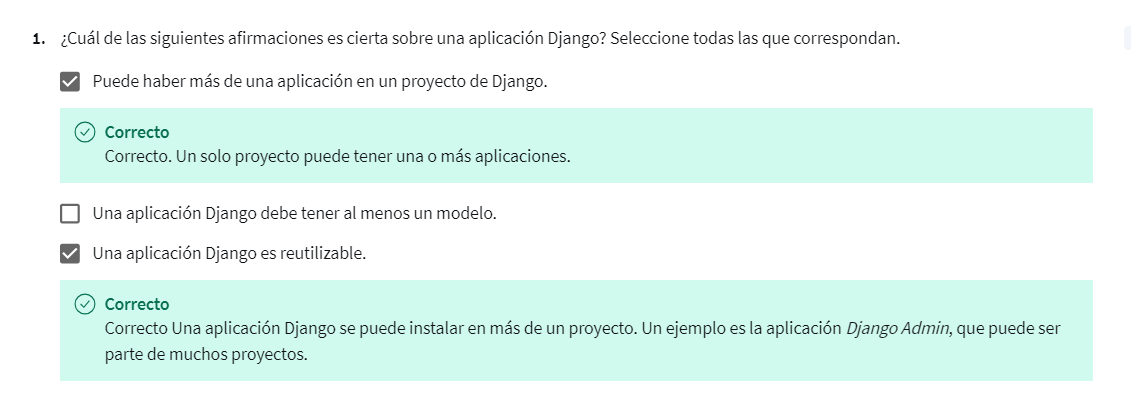 1. ¿Cuál de las siguientes afirmaciones es cierta sobre una aplicación Django? Seleccione todas las que correspondan.
Puede haber más de una aplicación en un proyecto de Django.
Correcto
Correcto. Un solo proyecto puede tener una o más aplicaciones.
Una aplicación Django debe tener al menos un modelo.
Una aplicación Django es reutilizable.
Correcto
Correcto Una aplicación Django se puede instalar en más de un proyecto. Un ejemplo es la aplicación Django Admin, que puede ser
parte de muchos proyectos.